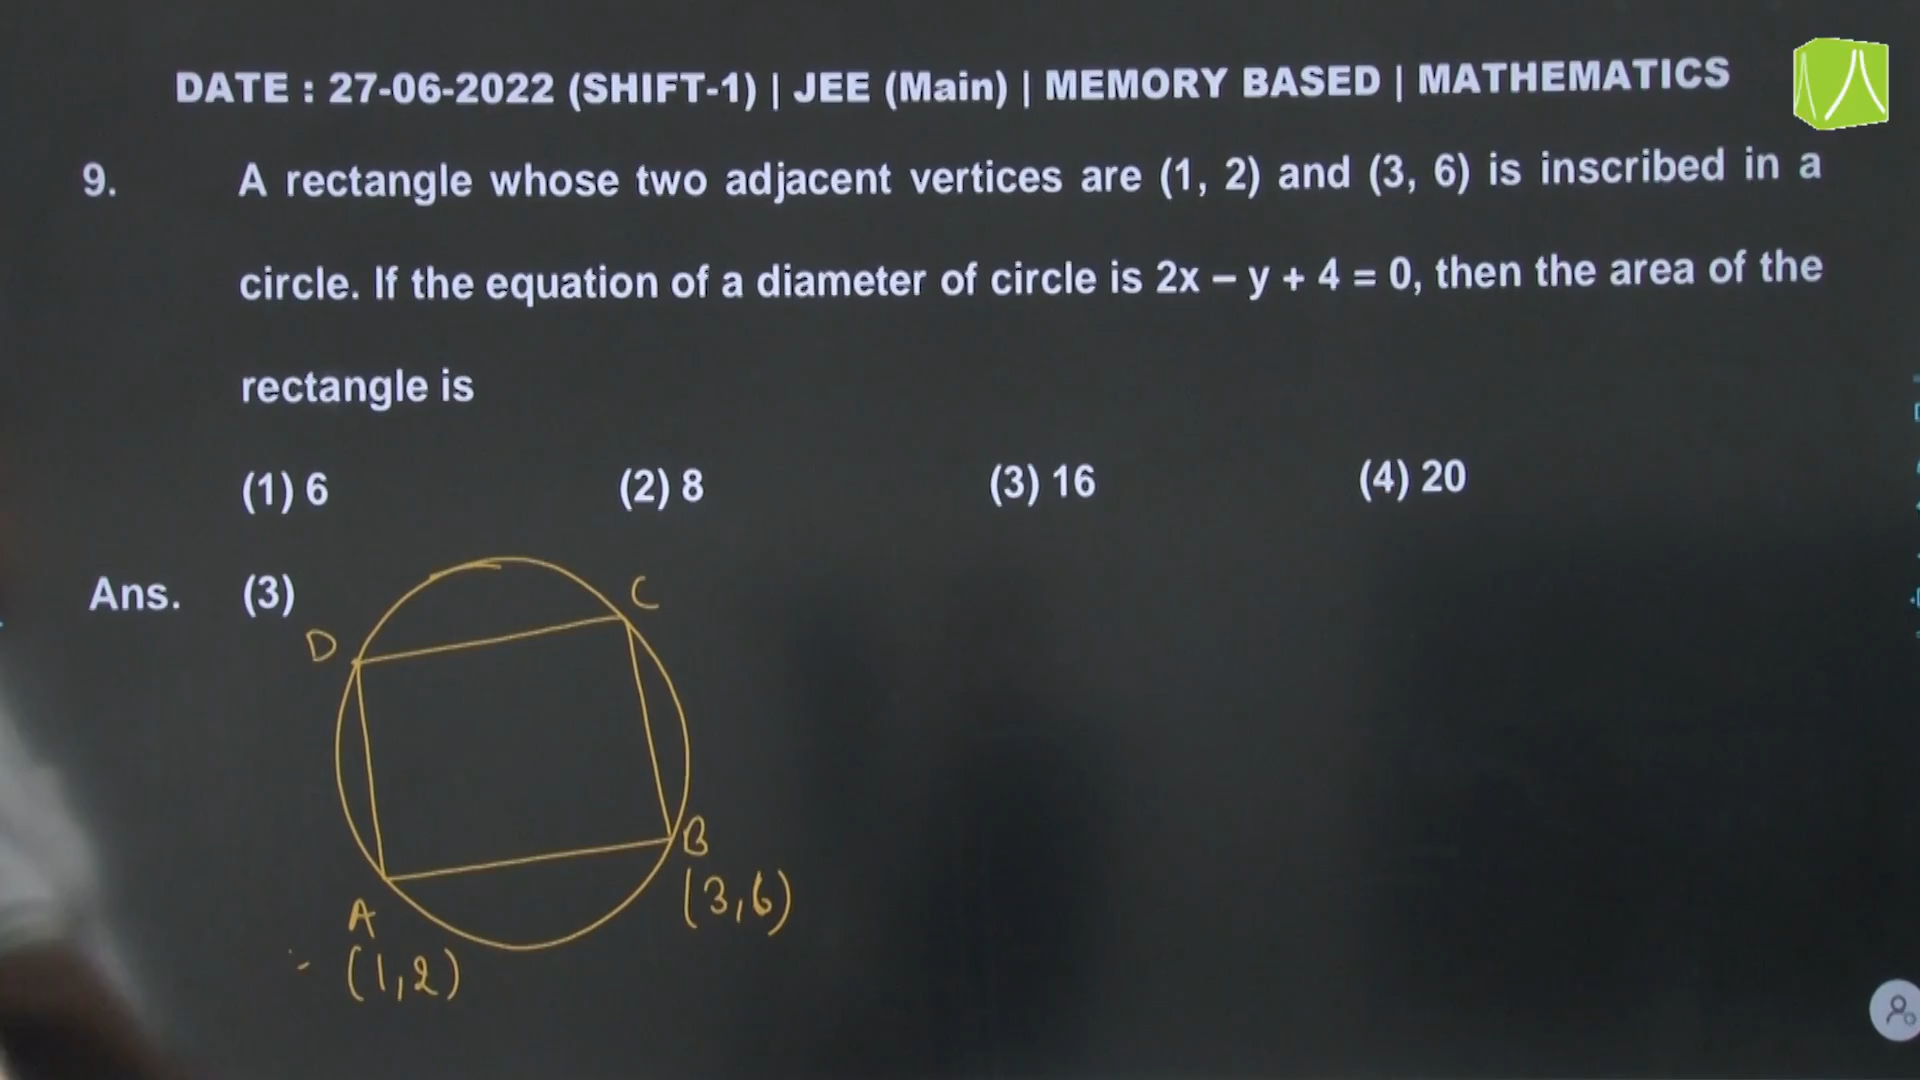 DATE : 27-06-2022 (SHIFT-1) | JEE (Main) | MEMORY BASED | MATHEMATICS
9. A rectangle whose two adjacent vertices are (1, 2) and (3, 6) is inscribed in a
circle. If the equation of a diameter of circle is 2x – y + 4 = 0, then the area of the
rectangle is
(1) 6 (2) 8 (3) 16 (4) 20
Ans. (3)
C
D
B
(3,6)
A
(1,2)